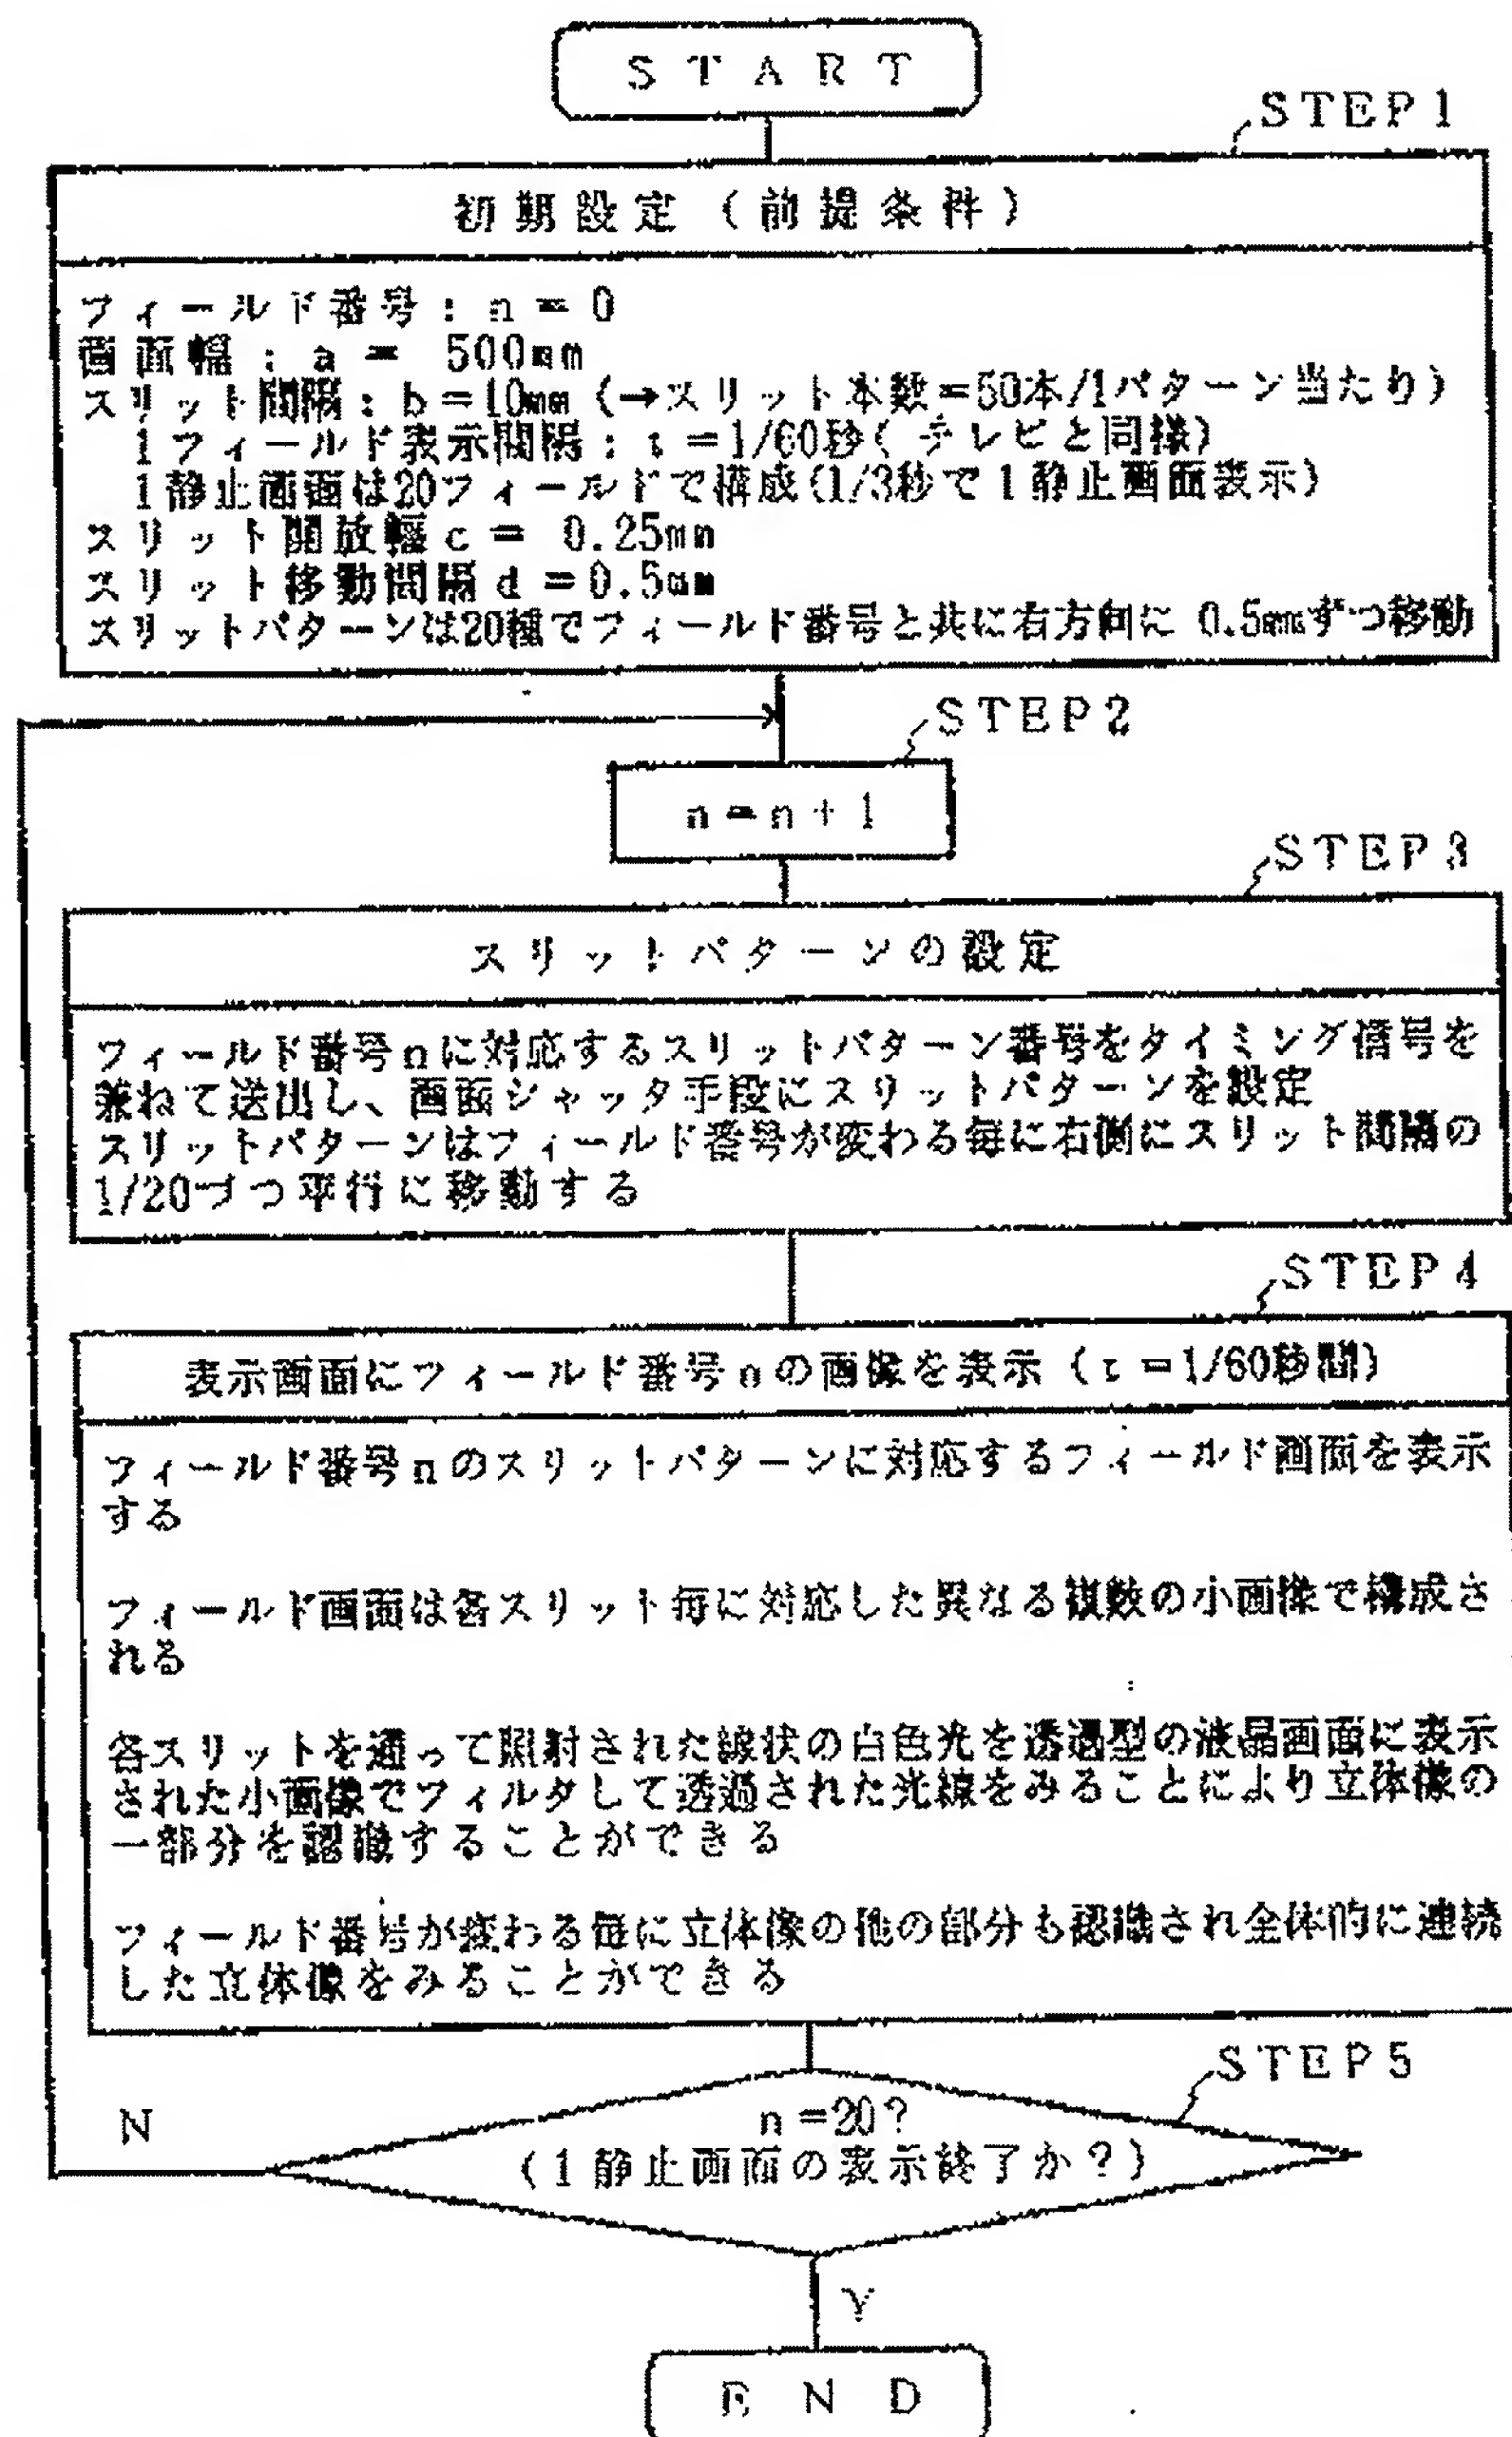 START
STEP1
初期設定（前提条件）
フィールド番号：n＝0
画面幅：a＝ 500mm
スリット間隔：b＝10mm（→スリット本数＝50本/1パターン当たり）
1フィールド表示間隔：τ＝1/60秒（テレビと同様）
1静止画面は20フィールドで構成（1/3秒で1静止画面表示）
スリット開放幅c＝ 0.25mm
スリット移動間隔d＝0.5mm
スリットパターンは20種でフィールド番号と共に右方向に 0.5mmずつ移動
STEP2
n＝n＋1
STEP3
スリットパターンの設定
フィールド番号nに対応するスリットパターン番号をタイミング信号を
兼ねて送出し、画面シャッタ手段にスリットパターンを設定
スリットパターンはフィールド番号が変わる毎に右側にスリット間隔の
1/20づつ平行に移動する
STEP4
表示画面にフィールド番号nの画像を表示（τ＝1/60秒間）
フィールド番号nのスリットパターンに対応するフィールド画面を表示
する
フィールド画面は各スリット毎に対応した異なる複数の小画像で構成さ
れる
各スリットを通って照射された線状の白色光を透過型の液晶画面に表示
された小画像でフィルタして透過された光線をみることにより立体像の
一部分を認識することができる
フィールド番号が変わる毎に立体像の他の部分も認識され全体的に連続
した立体像をみることができる
STEP5
n＝20？
（1静止画面の表示終了か？）
N
Y
END